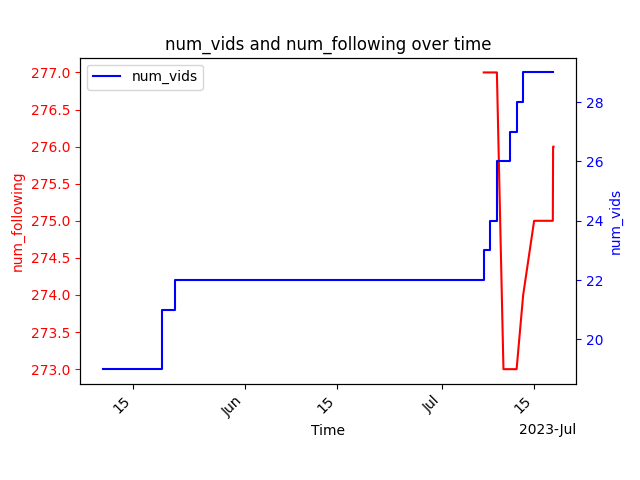 num_vids and num_following over time
num_vids
277.0
276.5
276.0
275.5
275.0
274.5
274.0
273.5
273.0
num_following
28
26
24
22
20
num_vids
15
Jun
15
Jul
15
Time
2023-Jul